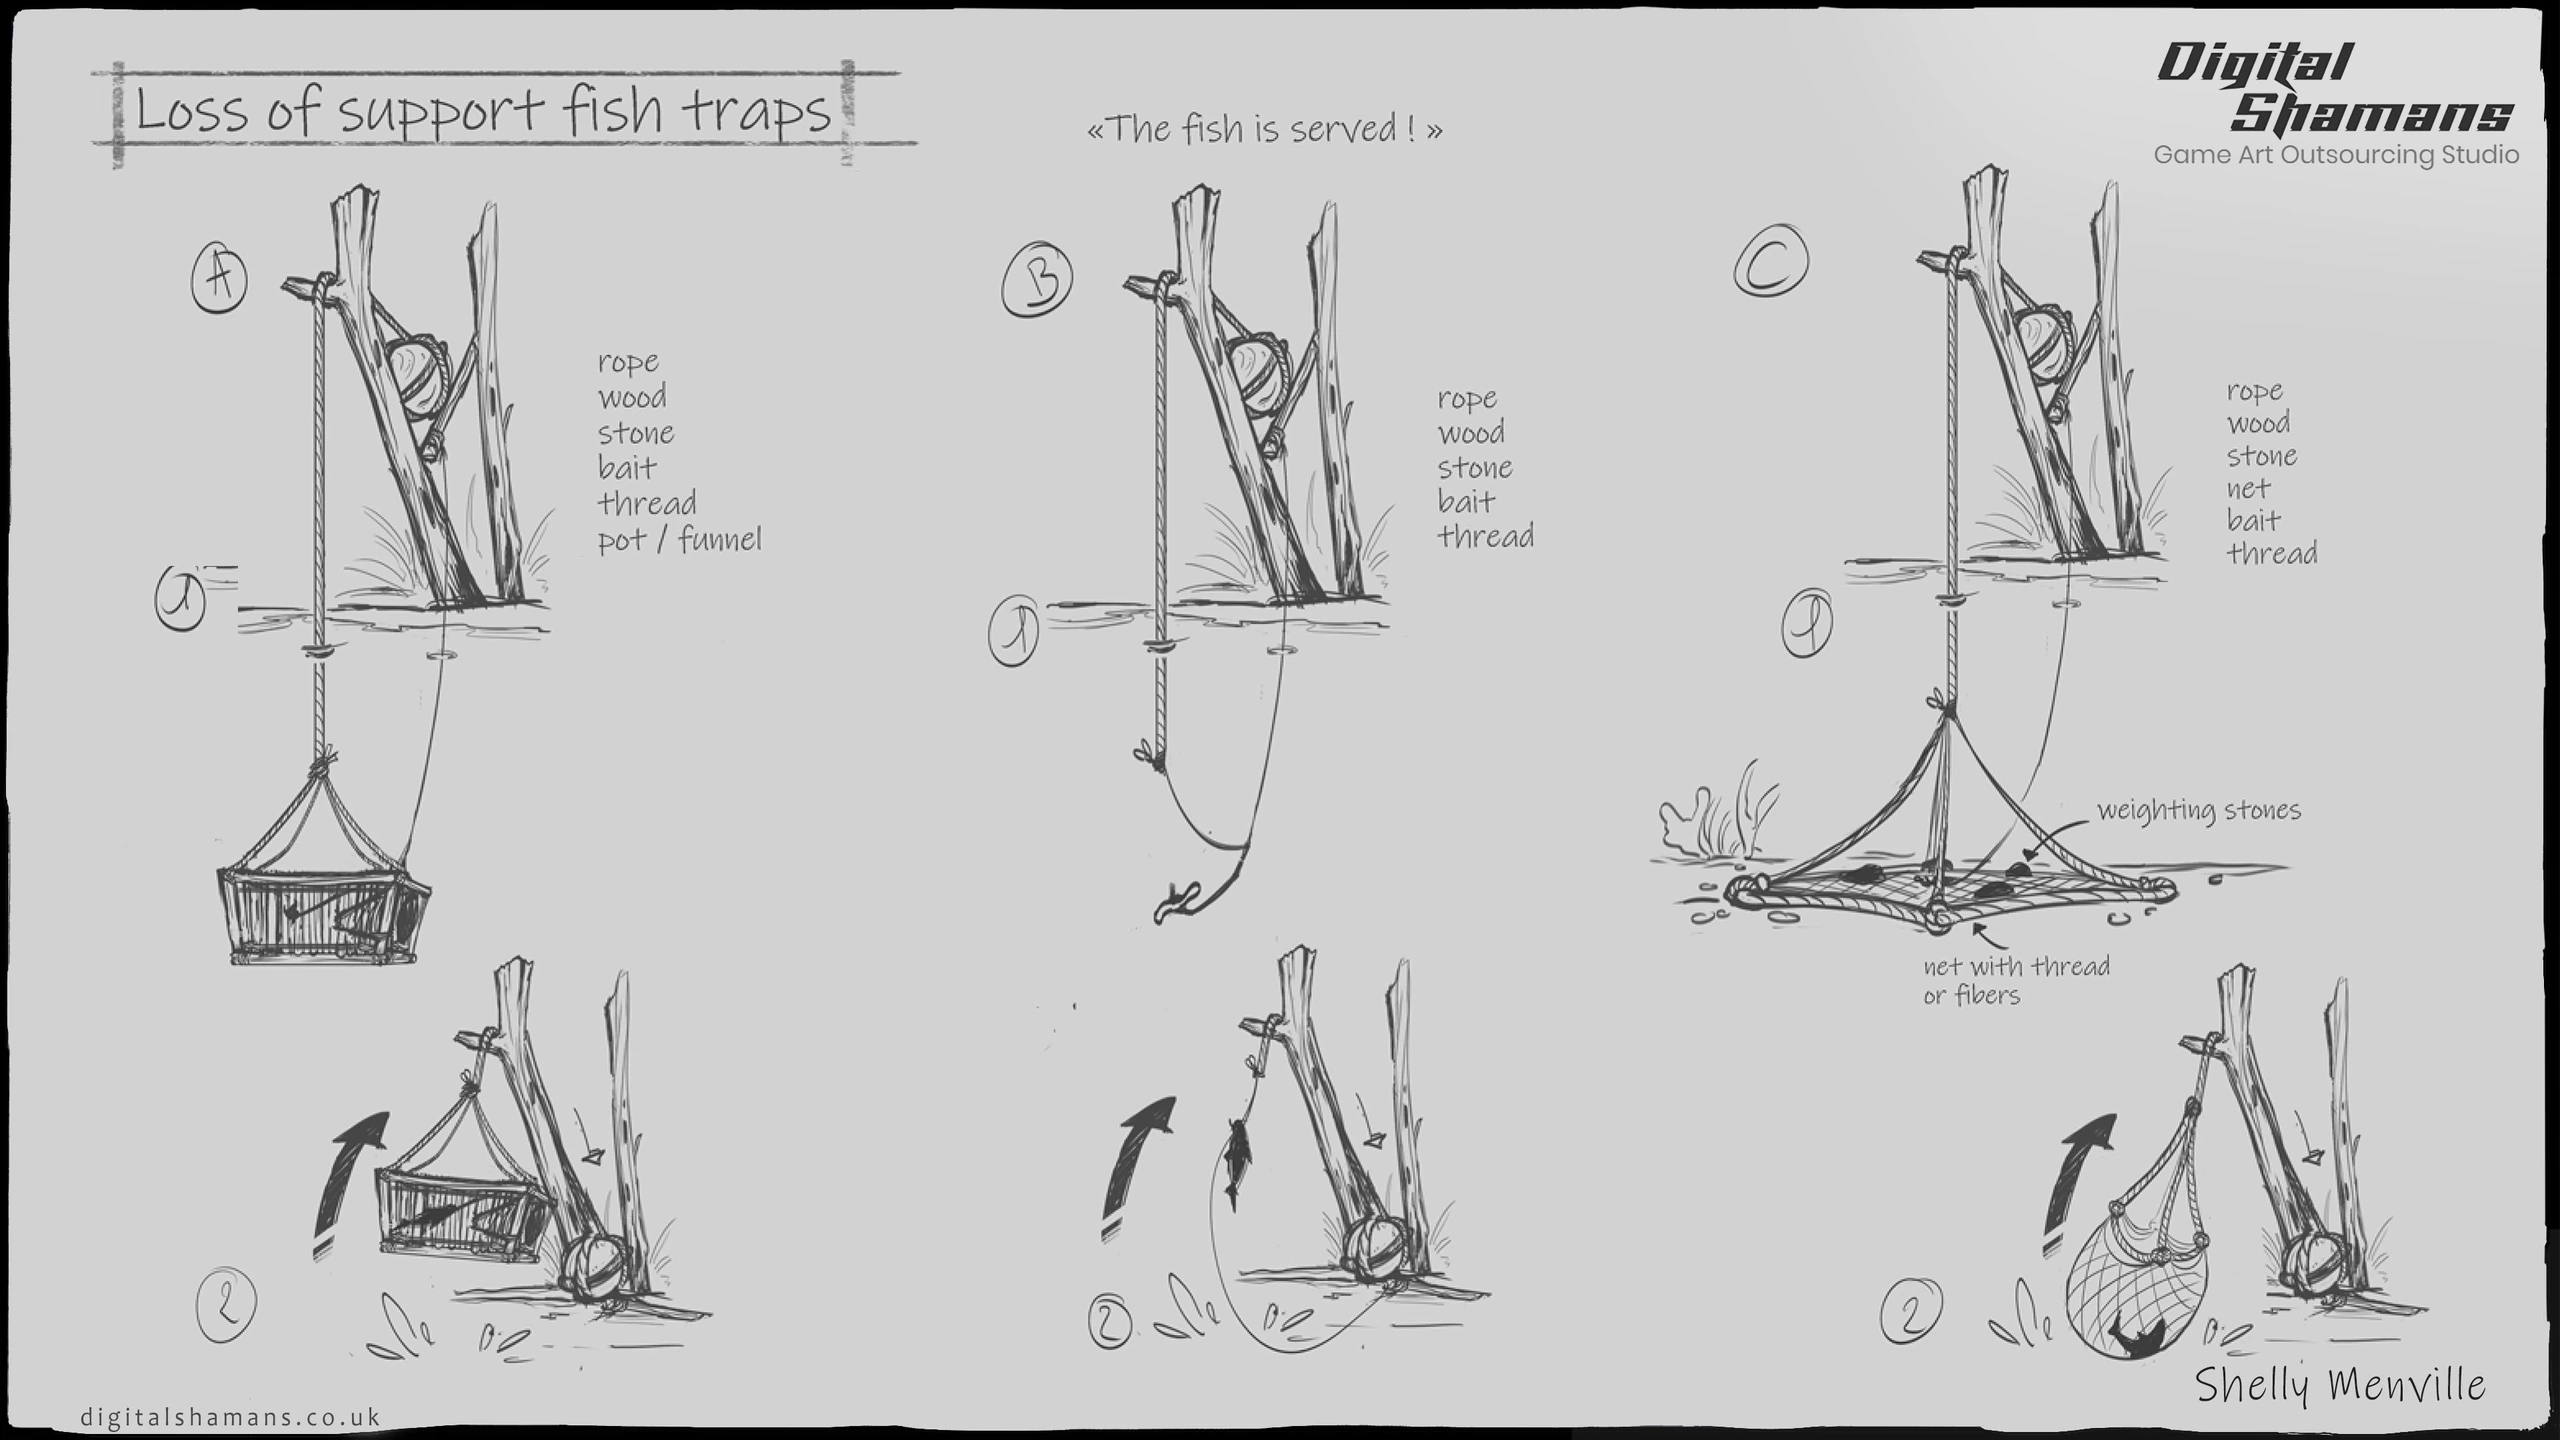 Loss of support fish traps
«The fish is served ! »
Digital
Shamans
Game Art Outsourcing Studio
A
rope
wood
stone
bait
thread
pot / funnel
1
2
B
rope
wood
stone
bait
thread
1
2
C
rope
wood
stone
net
bait
thread
1
weighting stones
net with thread
or fibers
2
Shelly Menville
digitalshamans.co.uk